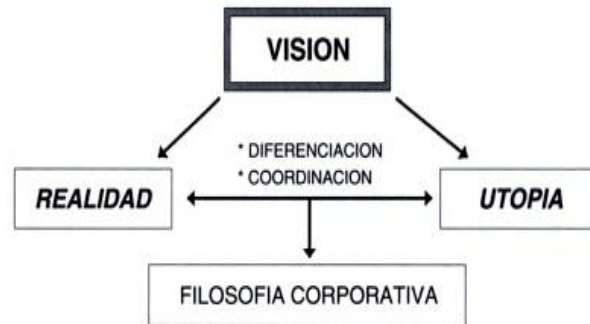 VISION
* DIFERENCIACION
* COORDINACION
REALIDAD
UTOPIA
FILOSOFIA CORPORATIVA